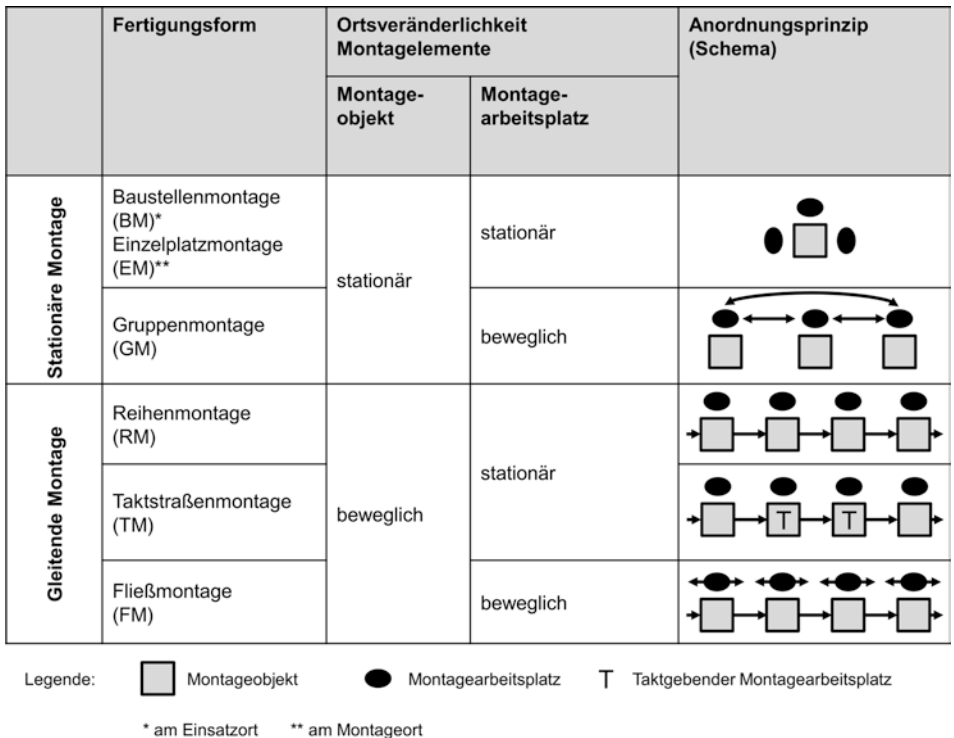 Fertigungsform
Ortsveränderlichkeit
Montagelemente
Anordnungsprinzip
(Schema)
Montage-
objekt
Montage-
arbeitsplatz
Stationäre Montage
Baustellenmontage
(BM)*
Einzelplatzmontage
(EM)**
stationär
stationär
Gruppenmontage
(GM)
beweglich
Gleitende Montage
Reihenmontage
(RM)
beweglich
stationär
Taktstraßenmontage
(TM)
T T
Fließmontage
(FM)
beweglich
Legende: Montageobjekt Montagearbeitsplatz T Taktgebender Montagearbeitsplatz
* am Einsatzort ** am Montageort